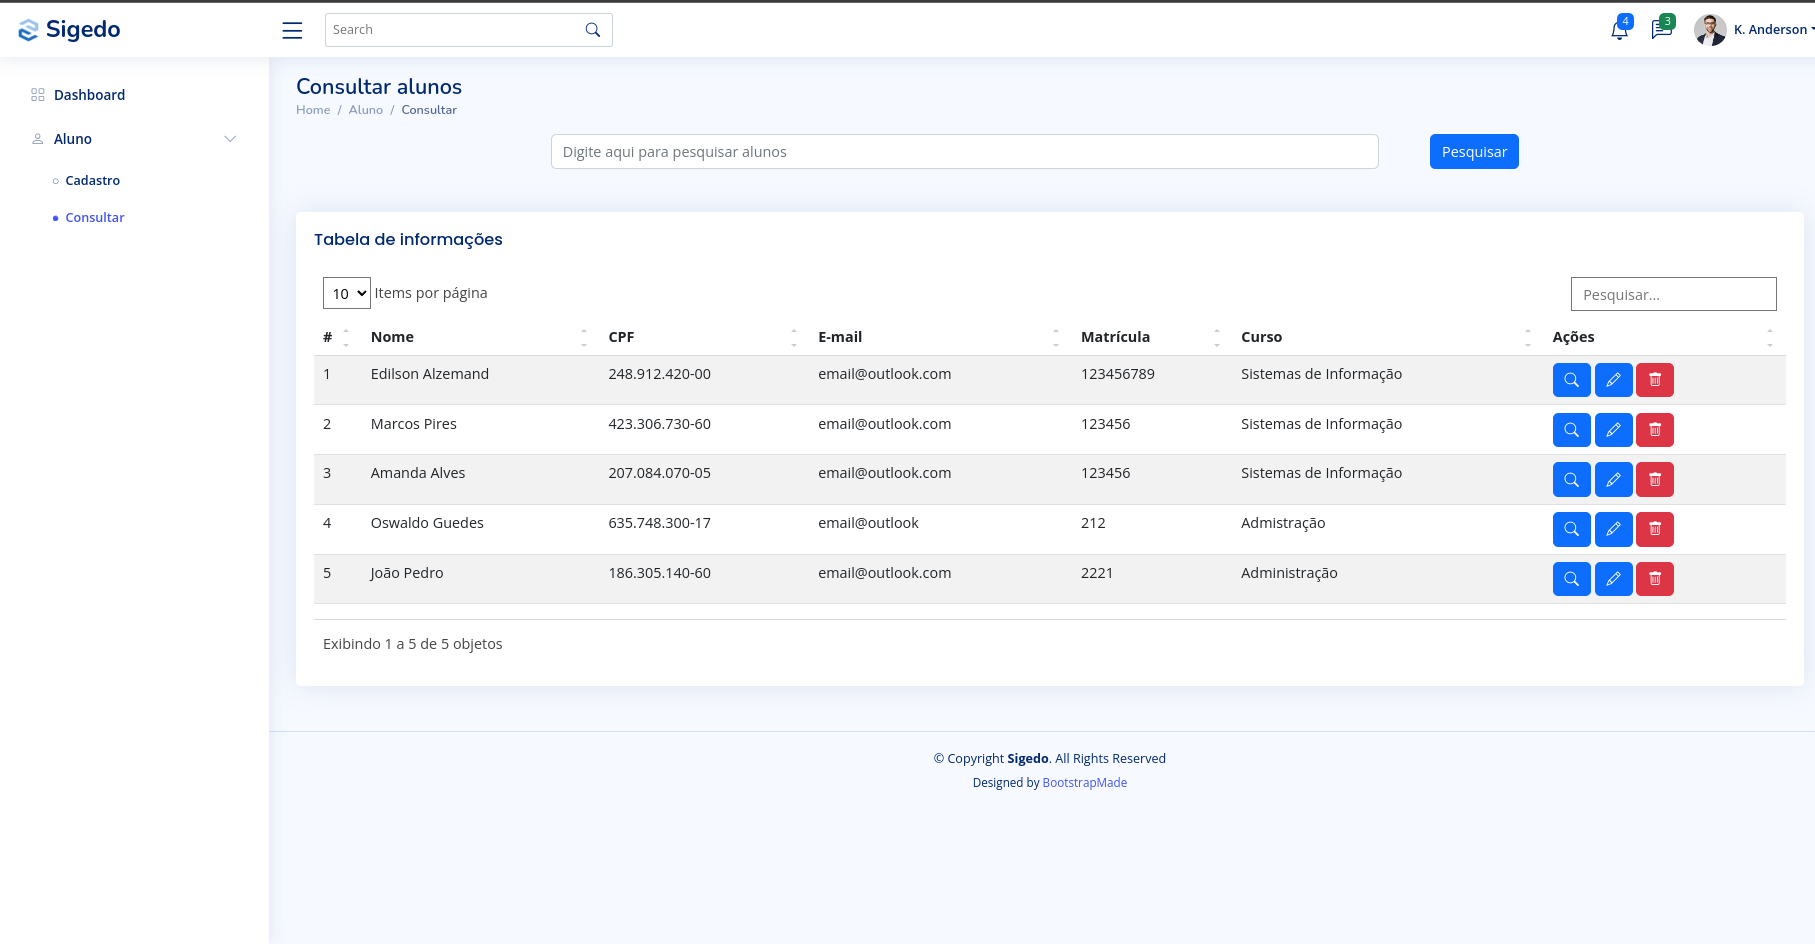 Sigedo
Search
4
3
K. Anderson
Dashboard
Aluno
Cadastro
Consultar
Consultar alunos
Home / Aluno / Consultar
Digite aqui para pesquisar alunos
Pesquisar
Tabela de informações
10 Items por página
Pesquisar...
# Nome CPF E-mail Matrícula Curso Ações
1 Edilson Alzemand 248.912.420-00 email@outlook.com 123456789 Sistemas de Informação
2 Marcos Pires 423.306.730-60 email@outlook.com 123456 Sistemas de Informação
3 Amanda Alves 207.084.070-05 email@outlook.com 123456 Sistemas de Informação
4 Oswaldo Guedes 635.748.300-17 email@outlook 212 Admistração
5 João Pedro 186.305.140-60 email@outlook.com 2221 Administração
Exibindo 1 a 5 de 5 objetos
© Copyright Sigedo. All Rights Reserved
Designed by BootstrapMade